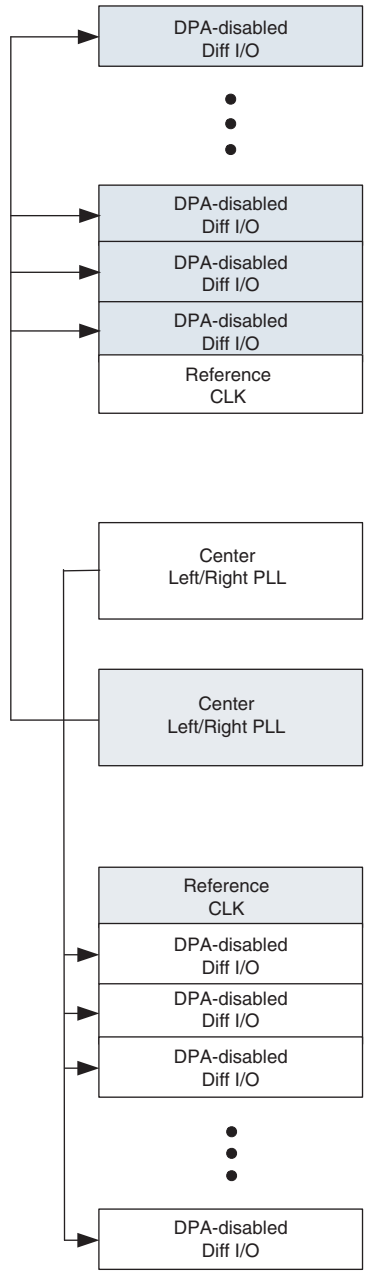 DPA-disabled
Diff I/O
DPA-disabled
Diff I/O
DPA-disabled
Diff I/O
DPA-disabled
Diff I/O
Reference
CLK
Center
Left/Right PLL
Center
Left/Right PLL
Reference
CLK
DPA-disabled
Diff I/O
DPA-disabled
Diff I/O
DPA-disabled
Diff I/O
DPA-disabled
Diff I/O